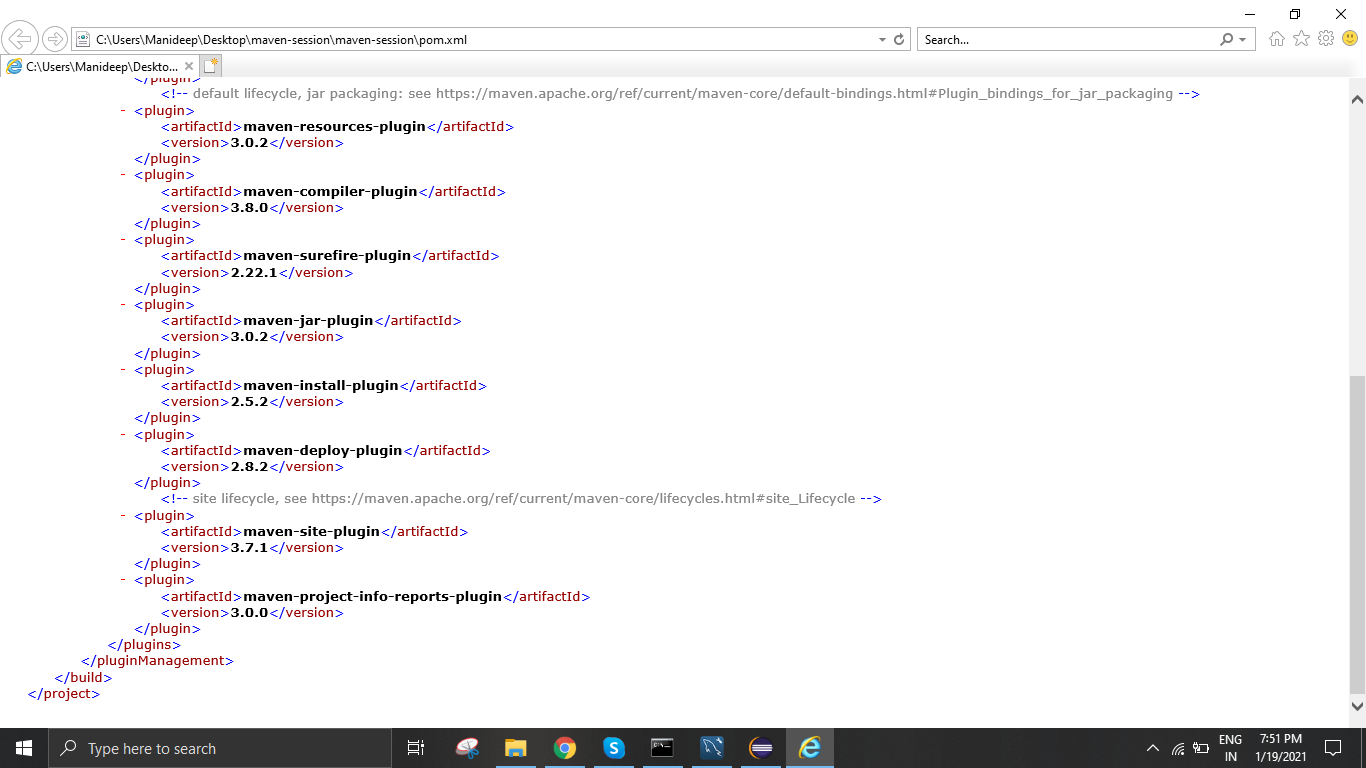 C:\Users\Manideep\Desktop\maven-session\maven-session\pom.xml
Search...
C:\Users\Manideep\Deskto...
</plugin>
<!-- default lifecycle, jar packaging: see https://maven.apache.org/ref/current/maven-core/default-bindings.html#Plugin_bindings_for_jar_packaging -->
- <plugin>
<artifactId>maven-resources-plugin</artifactId>
<version>3.0.2</version>
</plugin>
- <plugin>
<artifactId>maven-compiler-plugin</artifactId>
<version>3.8.0</version>
</plugin>
- <plugin>
<artifactId>maven-surefire-plugin</artifactId>
<version>2.22.1</version>
</plugin>
- <plugin>
<artifactId>maven-jar-plugin</artifactId>
<version>3.0.2</version>
</plugin>
- <plugin>
<artifactId>maven-install-plugin</artifactId>
<version>2.5.2</version>
</plugin>
- <plugin>
<artifactId>maven-deploy-plugin</artifactId>
<version>2.8.2</version>
</plugin>
<!-- site lifecycle, see https://maven.apache.org/ref/current/maven-core/lifecycles.html#site_Lifecycle -->
- <plugin>
<artifactId>maven-site-plugin</artifactId>
<version>3.7.1</version>
</plugin>
- <plugin>
<artifactId>maven-project-info-reports-plugin</artifactId>
<version>3.0.0</version>
</plugin>
</plugins>
</pluginManagement>
</build>
</project>
Type here to search
ENG
IN
7:51 PM
1/19/2021